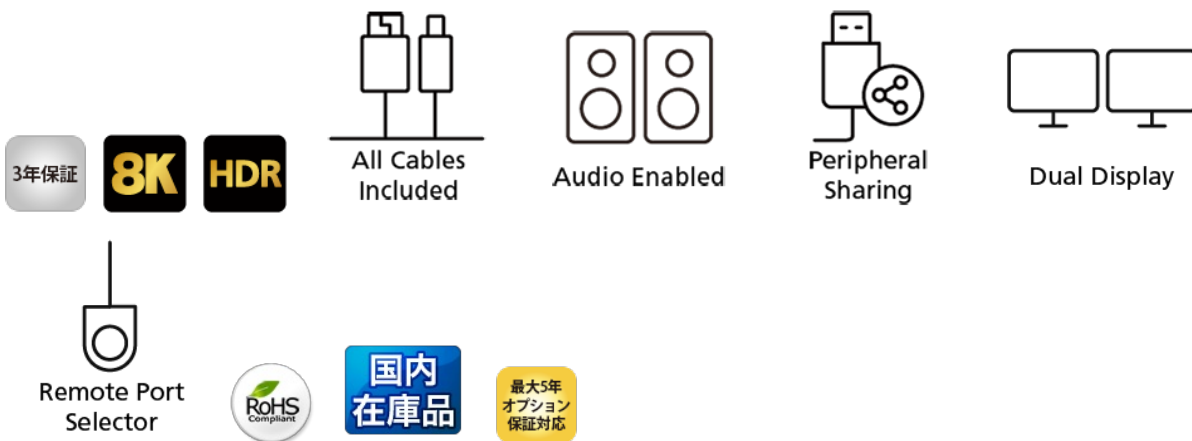 3年保証
8K
HDR
All Cables
Included
Audio Enabled
Peripheral
Sharing
Dual Display
Remote Port
Selector
RoHS
Compliant
国内
在庫品
最大5年
オプション
保証対応